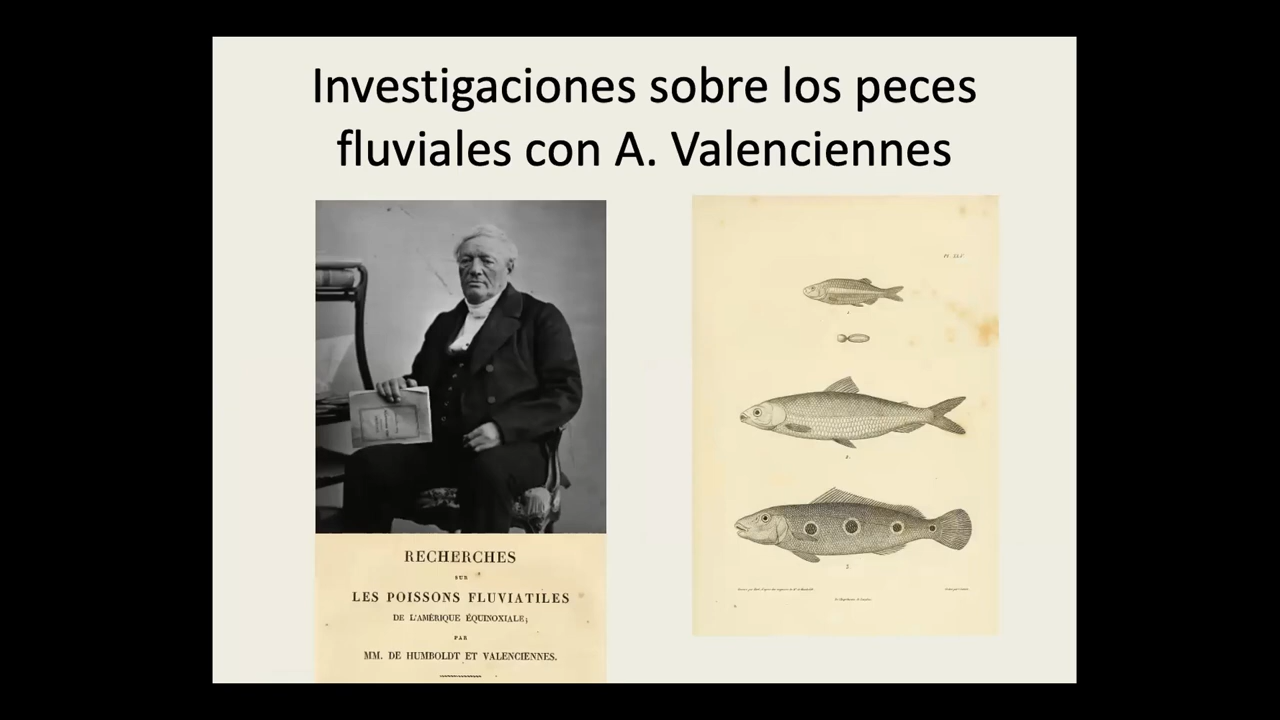 Investigaciones sobre los peces
fluviales con A. Valenciennes
RECHERCHES
SUR
LES POISSONS FLUVIATILES
DE L'AMÉRIQUE ÉQUINOXIALE;
PAR
MM. DE HUMBOLDT ET VALENCIENNES.